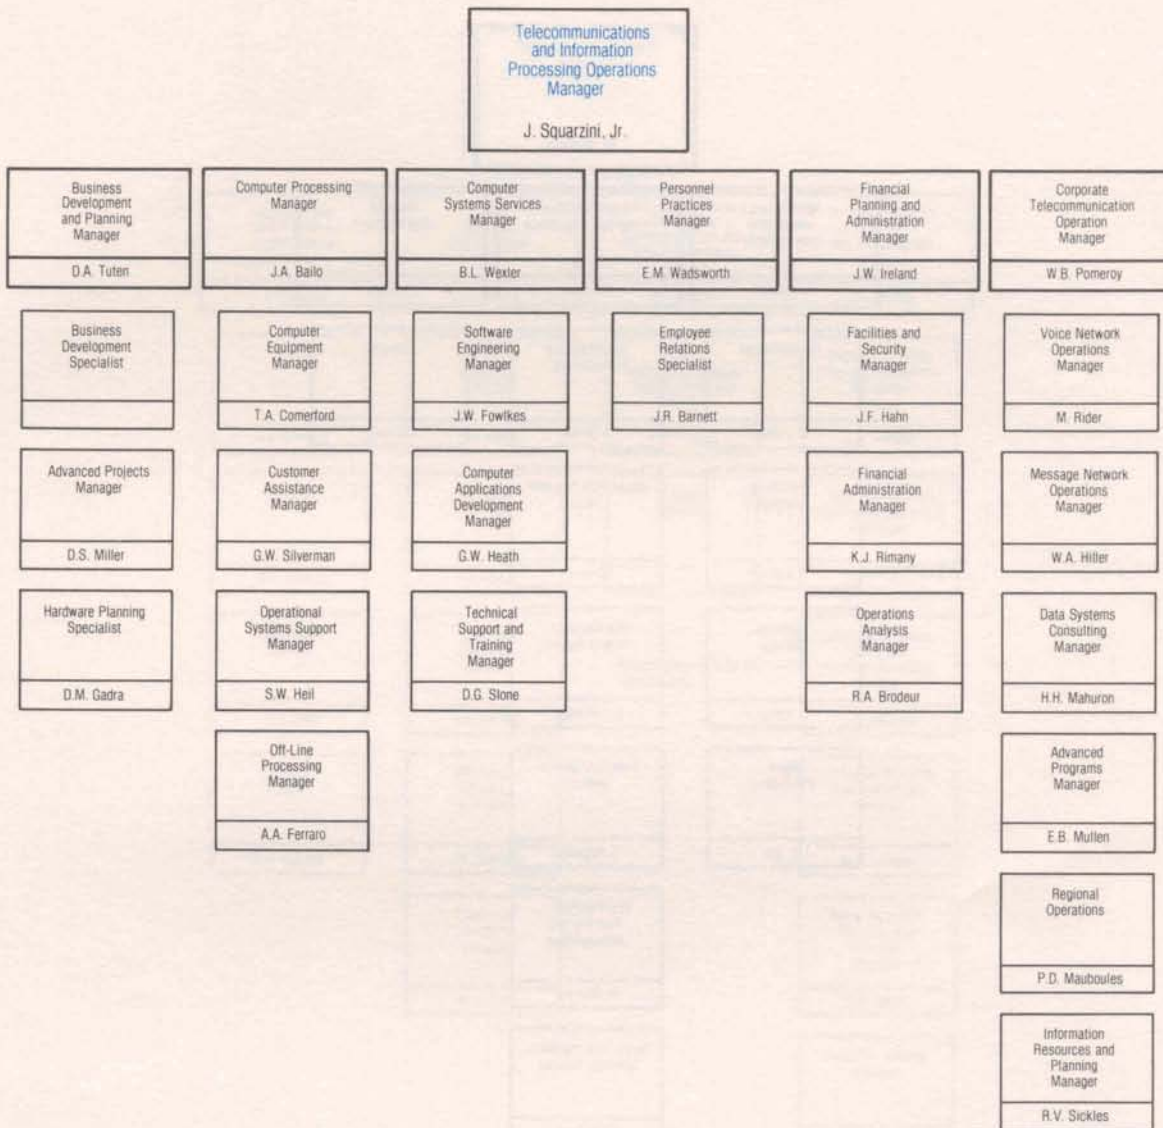 Telecommunications
and Information
Processing Operations
Manager
J. Squarzini, Jr.
Business
Development
and Planning
Manager
D.A. Tuten
Computer Processing
Manager
J.A. Bailo
Computer
Systems Services
Manager
B.L. Wexler
Personnel
Practices
Manager
E.M. Wadsworth
Financial
Planning and
Administration
Manager
J.W. Ireland
Corporate
Telecommunication
Operation
Manager
W.B. Pomeroy
Business
Development
Specialist
Computer
Equipment
Manager
T.A. Comerford
Software
Engineering
Manager
J.W. Fowlkes
Employee
Relations
Specialist
J.R. Barnett
Facilities and
Security
Manager
J.F. Hahn
Voice Network
Operations
Manager
M. Rider
Advanced Projects
Manager
D.S. Miller
Customer
Assistance
Manager
G.W. Silverman
Computer
Applications
Development
Manager
G.W. Heath
Financial
Administration
Manager
K.J. Rimany
Message Network
Operations
Manager
W.A. Hiller
Hardware Planning
Specialist
D.M. Gadra
Operational
Systems Support
Manager
S.W. Heil
Technical
Support and
Training
Manager
D.G. Slone
Operations
Analysis
Manager
R.A. Brodeur
Data Systems
Consulting
Manager
H.H. Mahuron
Off-Line
Processing
Manager
A.A. Ferraro
Advanced
Programs
Manager
E.B. Mullen
Regional
Operations
P.D. Mauboules
Information
Resources and
Planning
Manager
R.V. Sickles